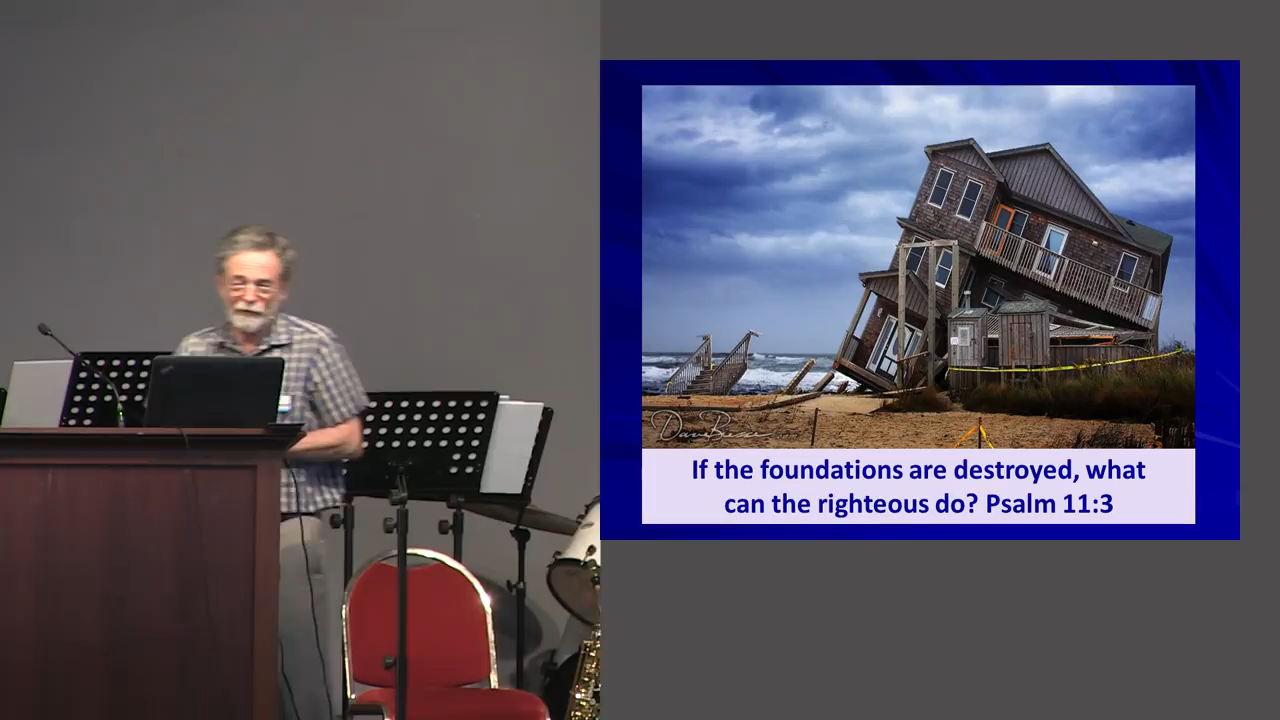 If the foundations are destroyed, what
can the righteous do? Psalm 11:3